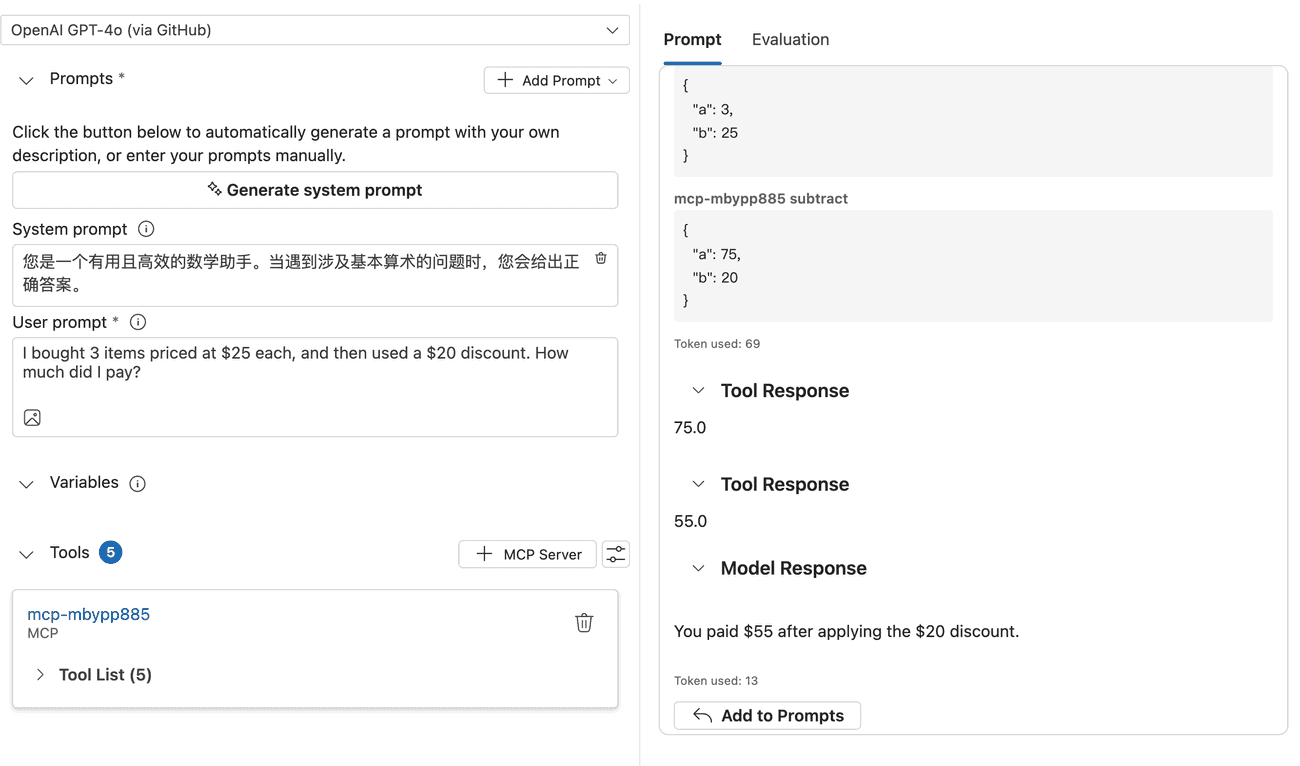 OpenAI GPT-4o (via GitHub)
Prompts *
Add Prompt
Click the button below to automatically generate a prompt with your own
description, or enter your prompts manually.
Generate system prompt
System prompt
您是一个有用且高效的数学助手。当遇到涉及基本算术的问题时，您会给出正
确答案。
User prompt *
I bought 3 items priced at $25 each, and then used a $20 discount. How
much did I pay?
Variables
Tools 5
MCP Server
mcp-mbypp885
MCP
Tool List (5)
Prompt
Evaluation
{
"a": 3,
"b": 25
}
mcp-mbypp885 subtract
{
"a": 75,
"b": 20
}
Token used: 69
Tool Response
75.0
Tool Response
55.0
Model Response
You paid $55 after applying the $20 discount.
Token used: 13
Add to Prompts